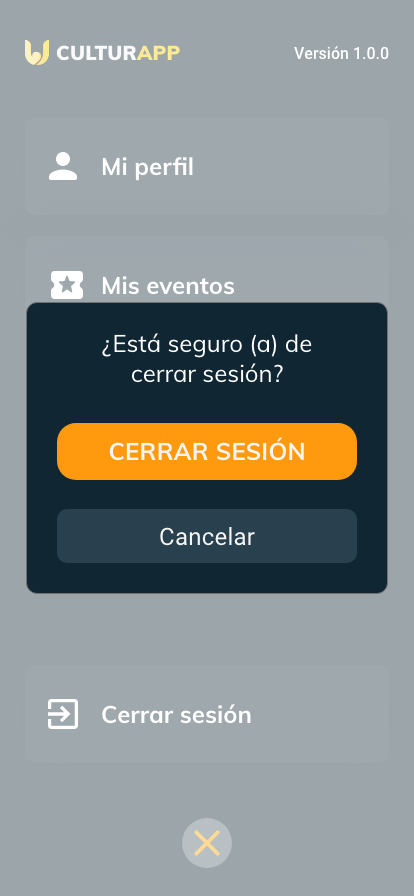 CULTURAPP
Versión 1.0.0
Mi perfil
Mis eventos
¿Está seguro (a) de
cerrar sesión?
CERRAR SESIÓN
Cancelar
Cerrar sesión